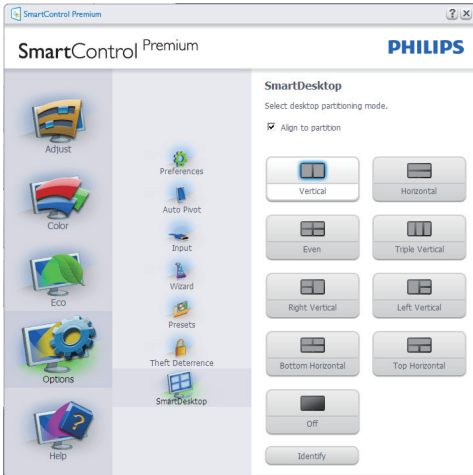 SmartControl Premium
SmartControl Premium
PHILIPS
Adjust
Color
Eco
Options
Help
Preferences
Auto Pivot
Input
Wizard
Presets
Theft Deterrence
SmartDesktop
SmartDesktop
Select desktop partitioning mode.
Align to partition
Vertical
Horizontal
Even
Triple Vertical
Right Vertical
Left Vertical
Bottom Horizontal
Top Horizontal
Off
Identify